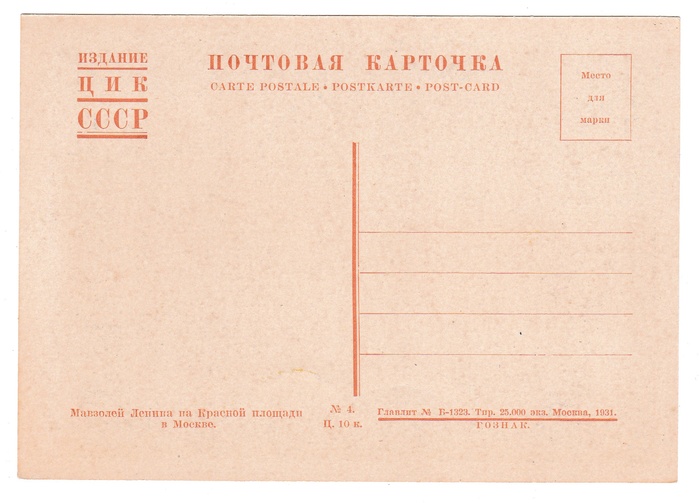 ИЗДАНИЕ
ЦИК
СССР
ПОЧТОВАЯ КАРТОЧКА
CARTE POSTALE • POSTKARTE • POST-CARD
Место
для
марки
Мавзолей Ленина на Красной площади
в Москве.
№ 4.
Ц. 10 к.
Главлит № Б-1323. Тир. 25.000 экз. Москва, 1931.
ГОЗНАК.